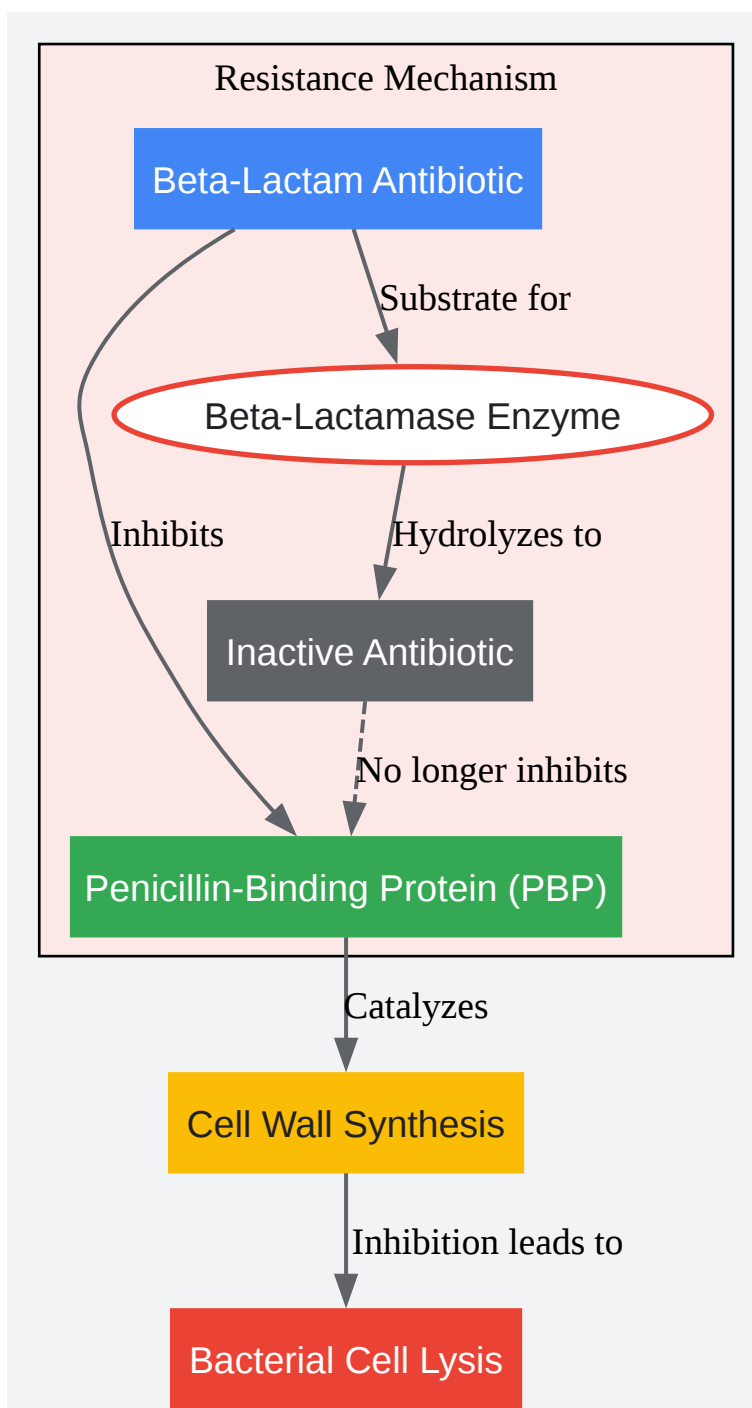 Resistance Mechanism
Beta-Lactam Antibiotic
Substrate for
Beta-Lactamase Enzyme
Inhibits
Hydrolyzes to
Inactive Antibiotic
No longer inhibits
Penicillin-Binding Protein (PBP)
Catalyzes
Cell Wall Synthesis
Inhibition leads to
Bacterial Cell Lysis